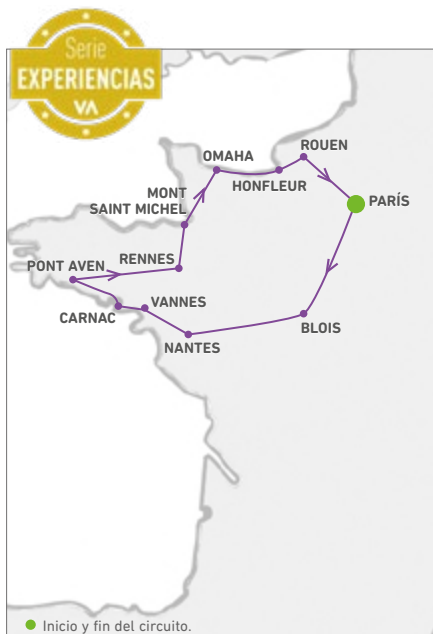 Serie
EXPERIENCIAS
VA
ROUEN
OMAHA
HONFLEUR
PARÍS
MONT
SAINT MICHEL
RENNES
PONT AVEN
VANNES
CARNAC
NANTES
BLOIS
Inicio y fin del circuito.